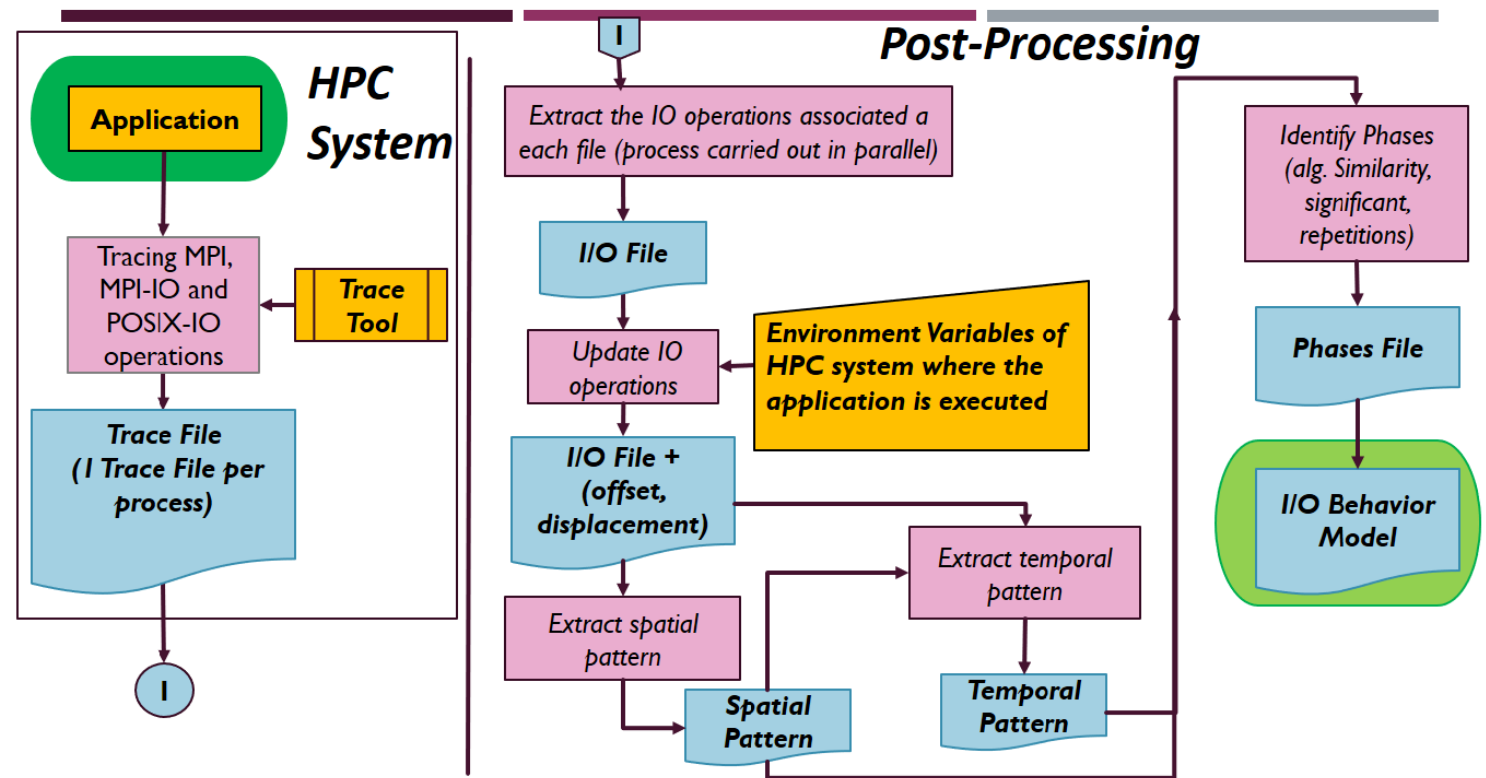 HPC
System
Application
Tracing MPI,
MPI-IO and
POSIX-IO
operations
Trace
Tool
Trace File
(1 Trace File per
process)
1
Post-Processing
1
Extract the IO operations associated a
each file (process carried out in parallel)
I/O File
Update IO
operations
Environment Variables of
HPC system where the
application is executed
I/O File +
(offset,
displacement)
Extract spatial
pattern
Spatial
Pattern
Extract temporal
pattern
Temporal
Pattern
Identify Phases
(alg. Similarity,
significant,
repetitions)
Phases File
I/O Behavior
Model